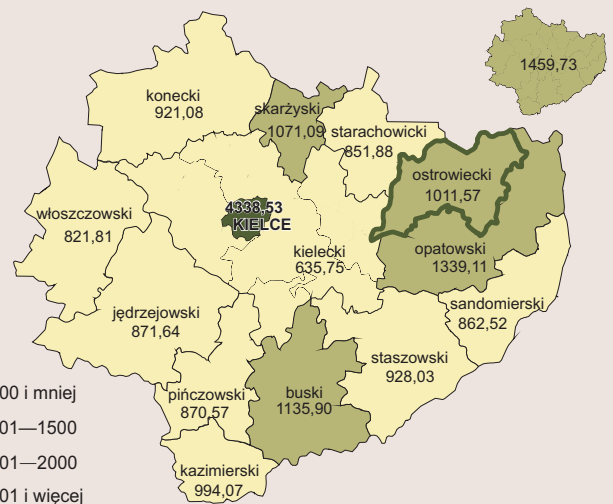 1459,73
konecki
921,08
skarżyski
1071,09
starachowicki
851,88
ostrowiecki
1011,57
włoszczowski
821,81
4338,53
KIELCE
kielecki
635,75
opatowski
1339,11
jędrzejowski
871,64
sandomierski
862,52
staszowski
928,03
pińczowski
870,57
buski
1135,90
kazimierski
994,07
00 i mniej
01—1500
01—2000
01 i więcej